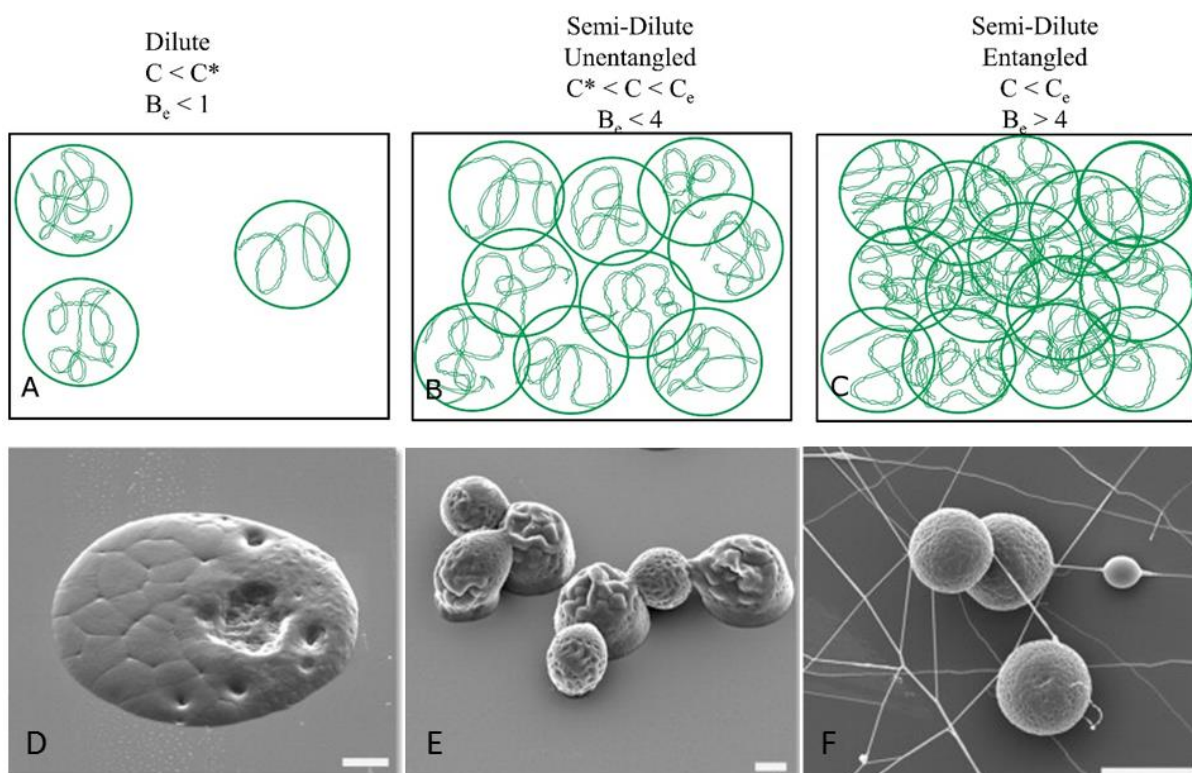 Dilute
C < C*
Bₑ < 1
Semi-Dilute
Unentangled
C* < C < Cₑ
Bₑ < 4
Semi-Dilute
Entangled
C < Cₑ
Bₑ > 4
A
B
C
D
E
F